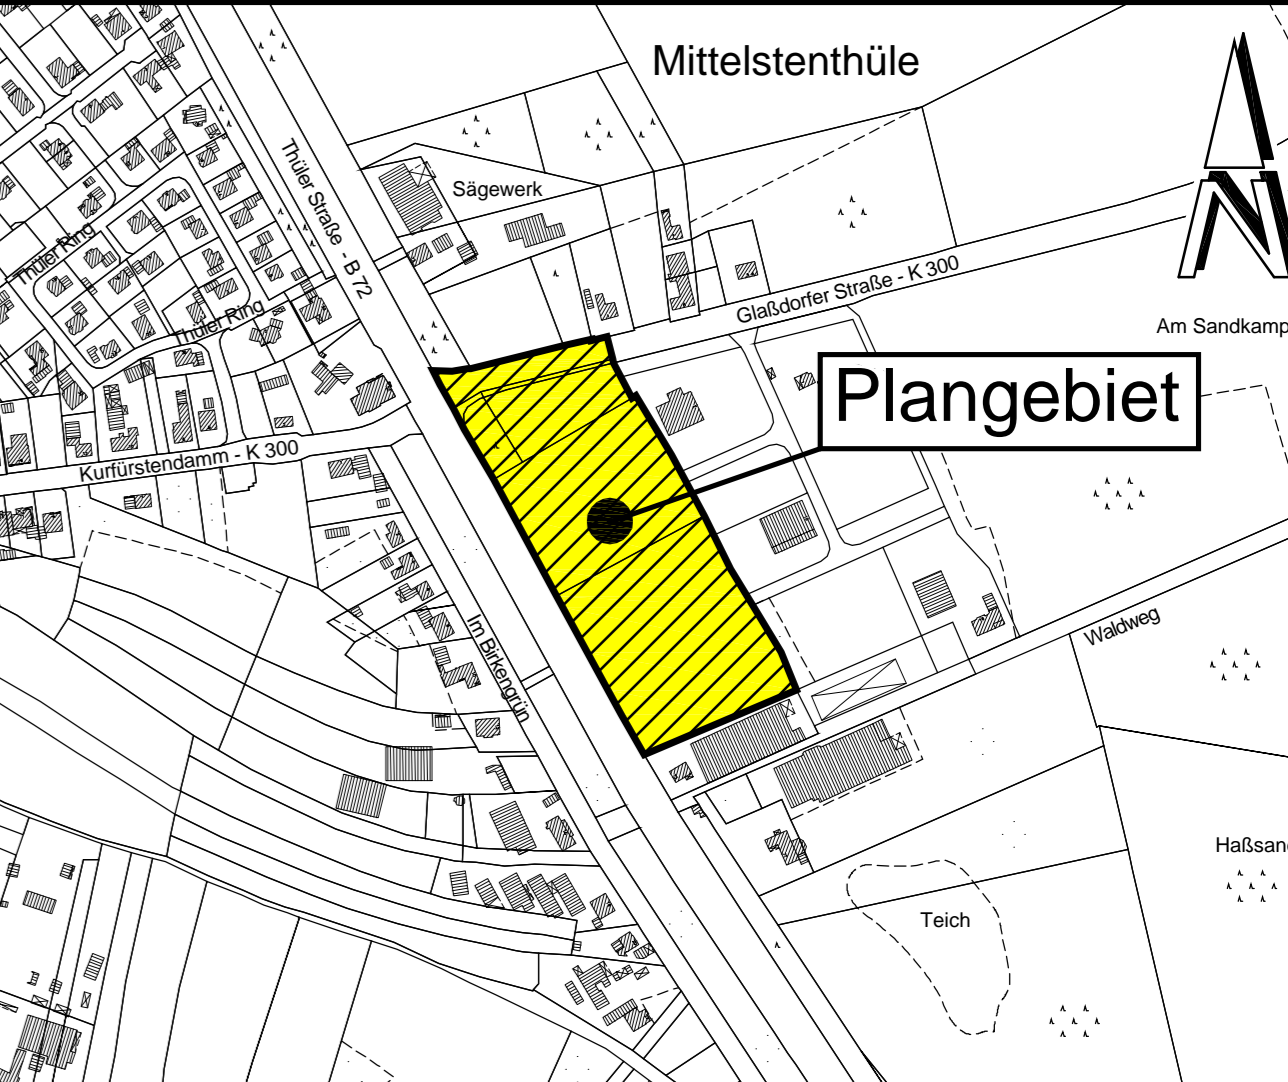 Mittelstenthüle
Sägewerk
Thüler Straße - B 72
Thüler Ring
Thüler Ring
Glaßdorfer Straße - K 300
N
Am Sandkamp
Plangebiet
Kurfürstendamm - K 300
Im Birkengrün
Waldweg
Haßsand
Teich